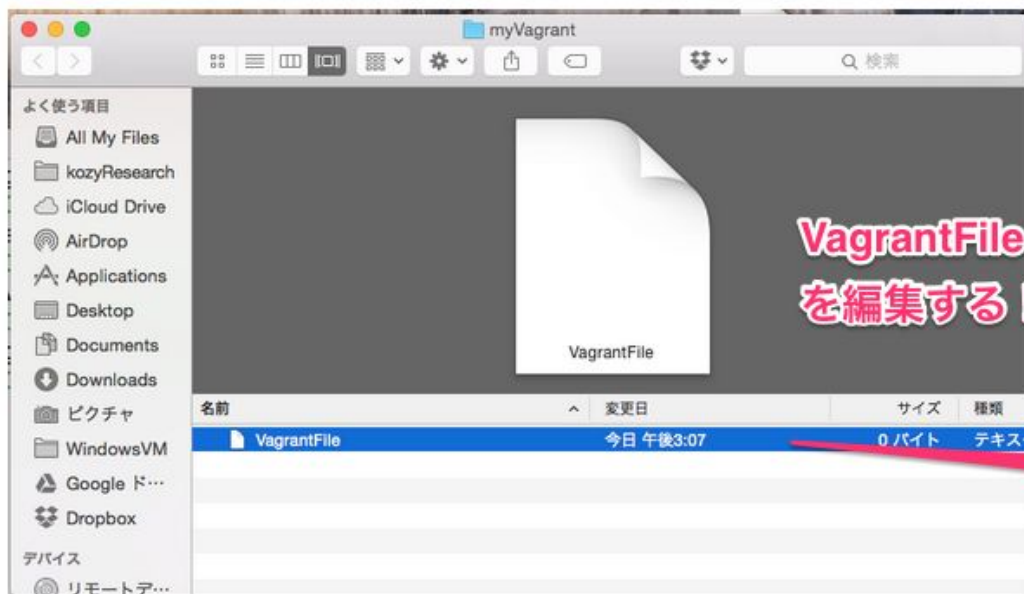 myVagrant
検索
よく使う項目
All My Files
kozyResearch
iCloud Drive
AirDrop
Applications
Desktop
Documents
Downloads
ピクチャ
WindowsVM
Google ド…
Dropbox
デバイス
リモートデ…
VagrantFile
VagrantFile
を編集する
名前 変更日 サイズ 種類
VagrantFile 今日 午後3:07 0 バイト テキス